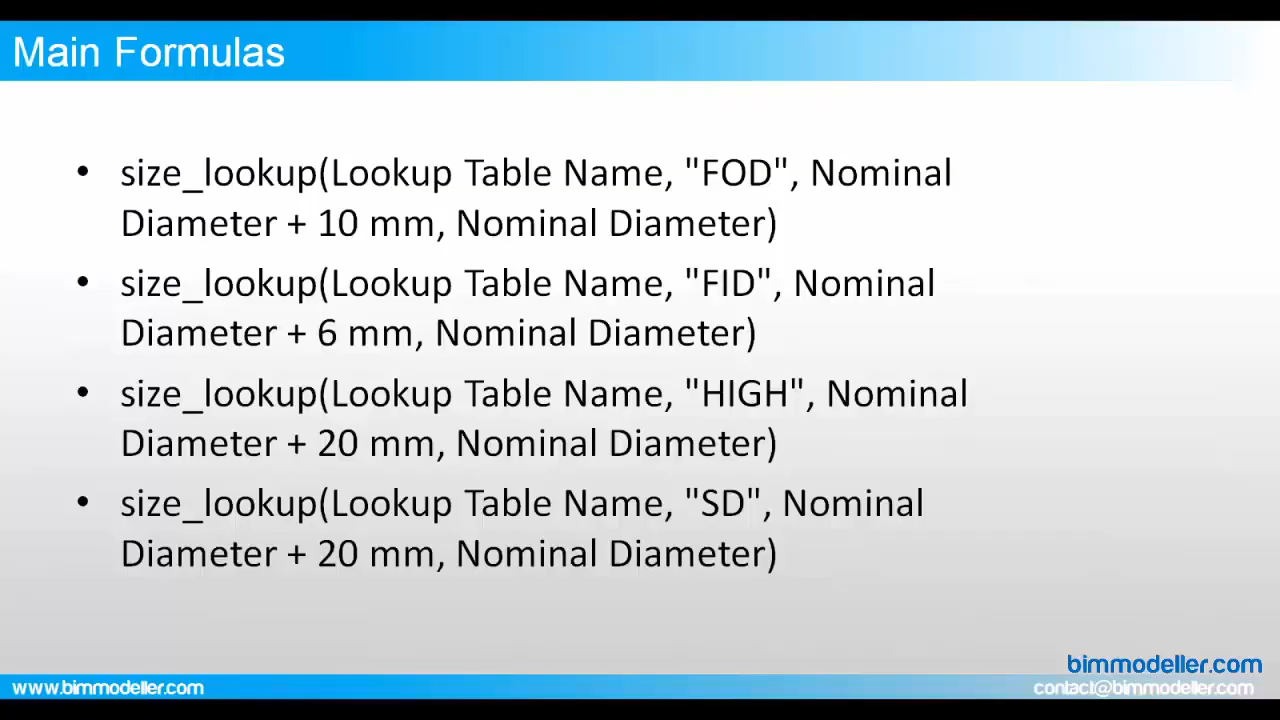 Main Formulas
• size_lookup(Lookup Table Name, "FOD", Nominal
Diameter + 10 mm, Nominal Diameter)
• size_lookup(Lookup Table Name, "FID", Nominal
Diameter + 6 mm, Nominal Diameter)
• size_lookup(Lookup Table Name, "HIGH", Nominal
Diameter + 20 mm, Nominal Diameter)
• size_lookup(Lookup Table Name, "SD", Nominal
Diameter + 20 mm, Nominal Diameter)
bimmodeller.com
www.bimmodeller.com
contact@bimmodeller.com